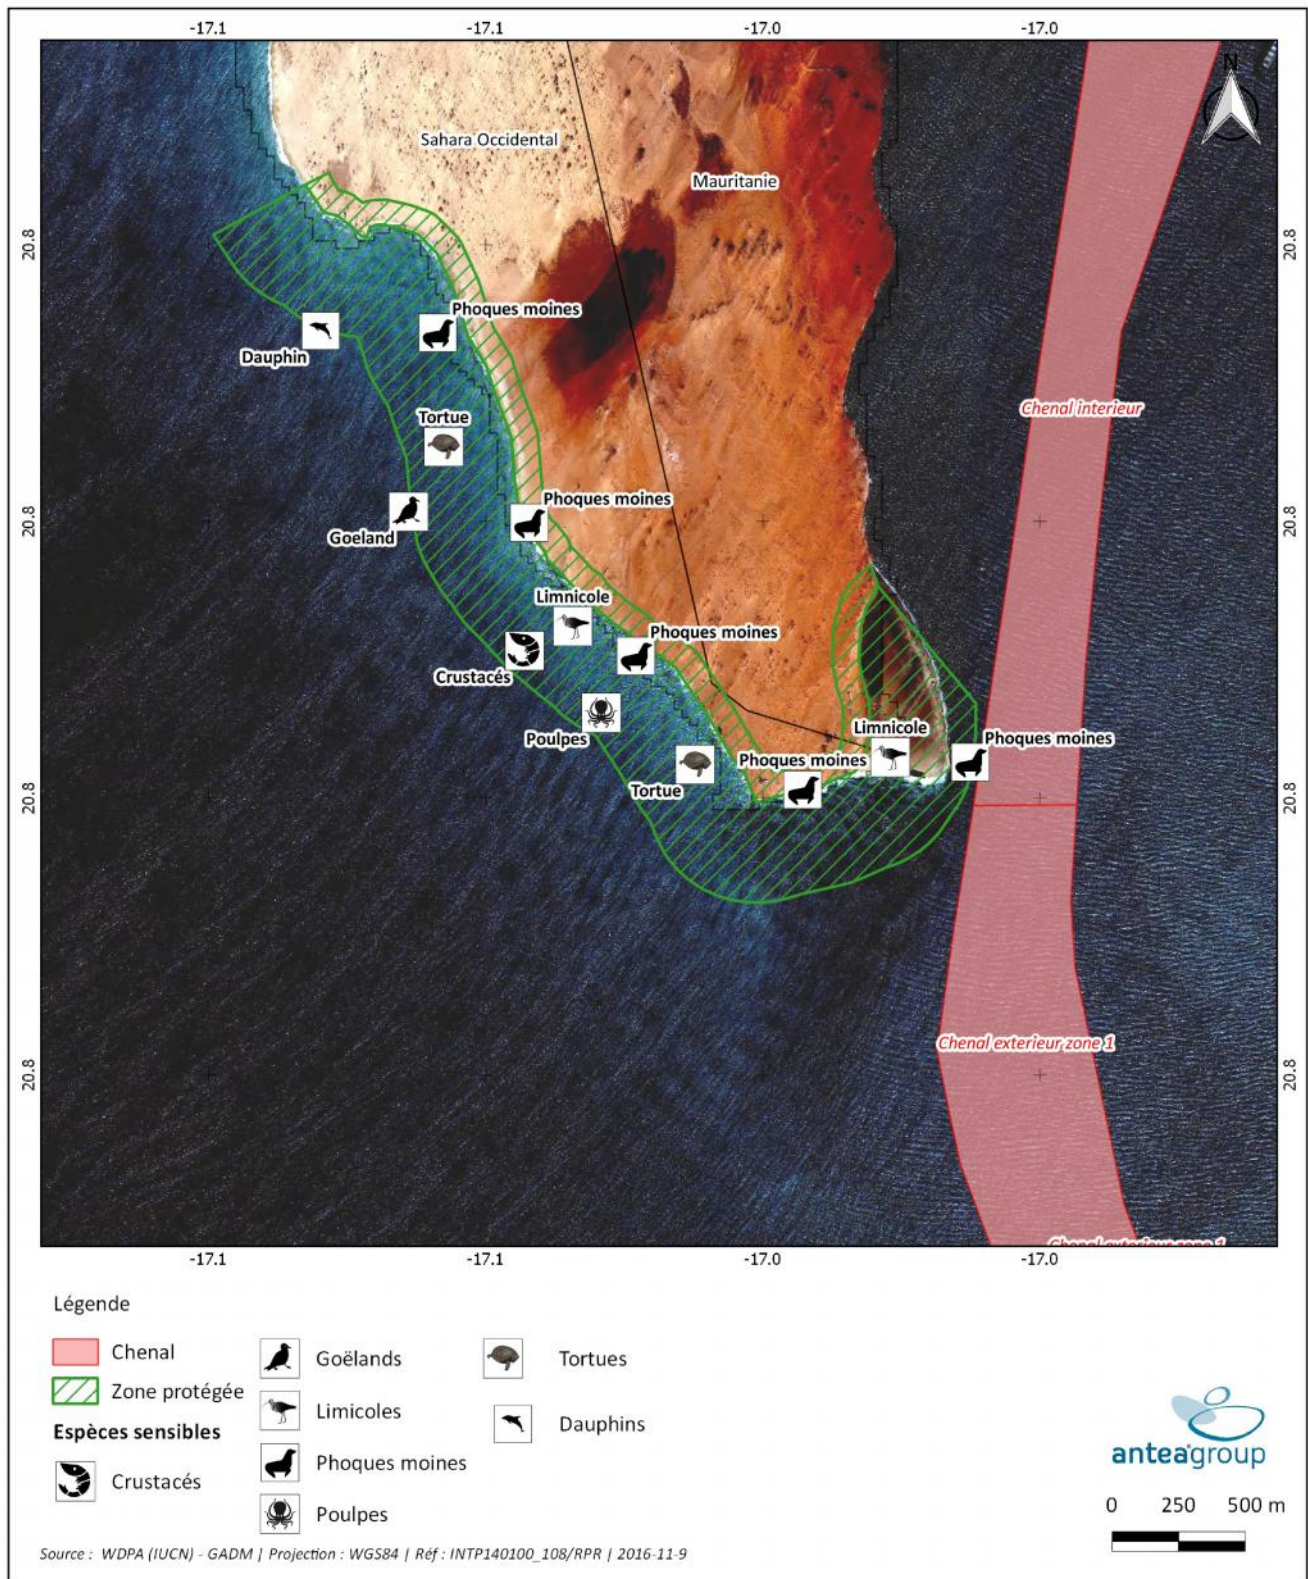 -17.1 -17.1 -17.0 -17.0
N
Sahara Occidental
Mauritanie
20.8 20.8
Phoques moines
Dauphin
Chenal interieur
Tortue
Phoques moines
20.8 20.8
Goeland
Limnicole
Phoques moines
Crustacés
Limnicole
Poulpes
Phoques moines
Phoques moines
Tortue
20.8 20.8
Chenal exterieur zone 1
20.8 20.8
Chenal exterieur zone 1
-17.1 -17.1 -17.0 -17.0
Légende
Chenal
Zone protégée
Espèces sensibles
Crustacés
Goëlands
Limicoles
Phoques moines
Poulpes
Tortues
Dauphins
anteagroup
0 250 500 m
Source : WDPA (IUCN) - GADM | Projection : WGS84 | Réf : INTP140100_108/RPR | 2016-11-9